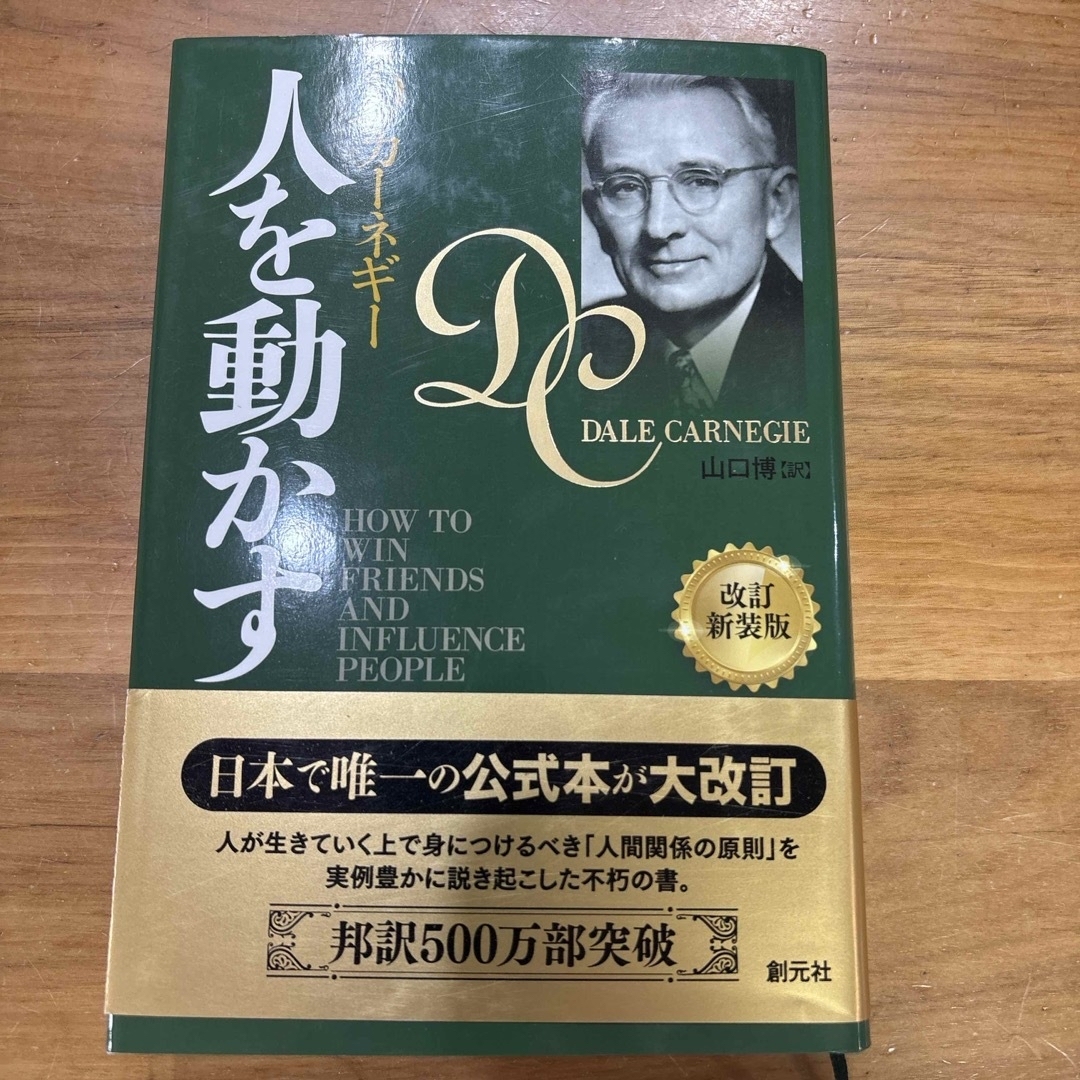 人を動かす
カーネギー
DC
DALE CARNEGIE
山口博【訳】
HOW TO
WIN
FRIENDS
AND
INFLUENCE
PEOPLE
改訂
新装版
日本で唯一の公式本が大改訂
人が生きていく上で身につけるべき「人間関係の原則」を
実例豊かに説き起こした不朽の書。
邦訳500万部突破
創元社